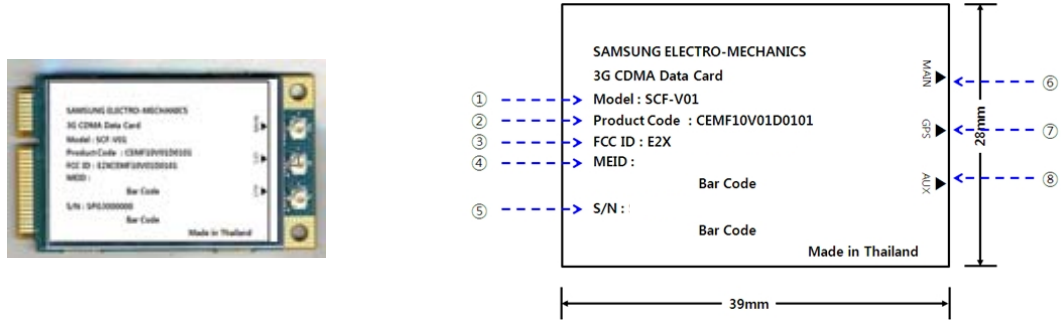 SAMSUNG ELECTRO-MECHANICS
3G CDMA Data Card
Model : SCF-V01
Product Code : CEMF10V01D0101
FCC ID : E2XCEMF10V01D0101
MEID :
Bar Code
S/N :
Bar Code
Made in Thailand
SAMSUNG ELECTRO-MECHANICS
3G CDMA Data Card
① Model : SCF-V01
② Product Code : CEMF10V01D0101
③ FCC ID : E2X
④ MEID :
Bar Code
⑤ S/N :
Bar Code
Made in Thailand
MAIN ⑥
GPS ⑦
AUX ⑧
28mm
39mm